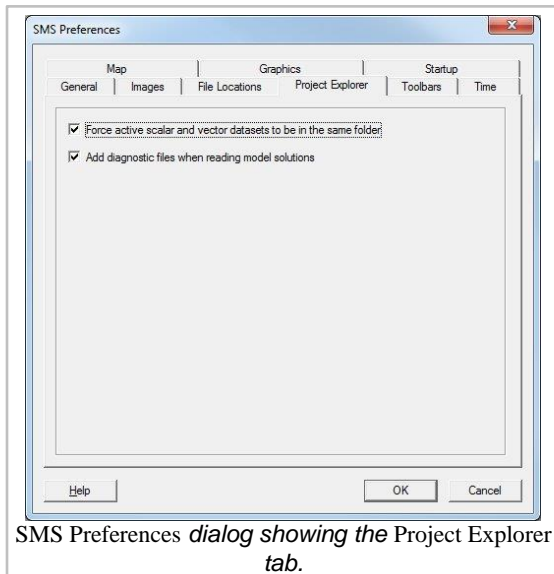 SMS Preferences
Map Graphics Startup
General Images File Locations Project Explorer Toolbars Time
Force active scalar and vector datasets to be in the same folder
Add diagnostic files when reading model solutions
Help OK Cancel
SMS Preferences dialog showing the Project Explorer
tab.